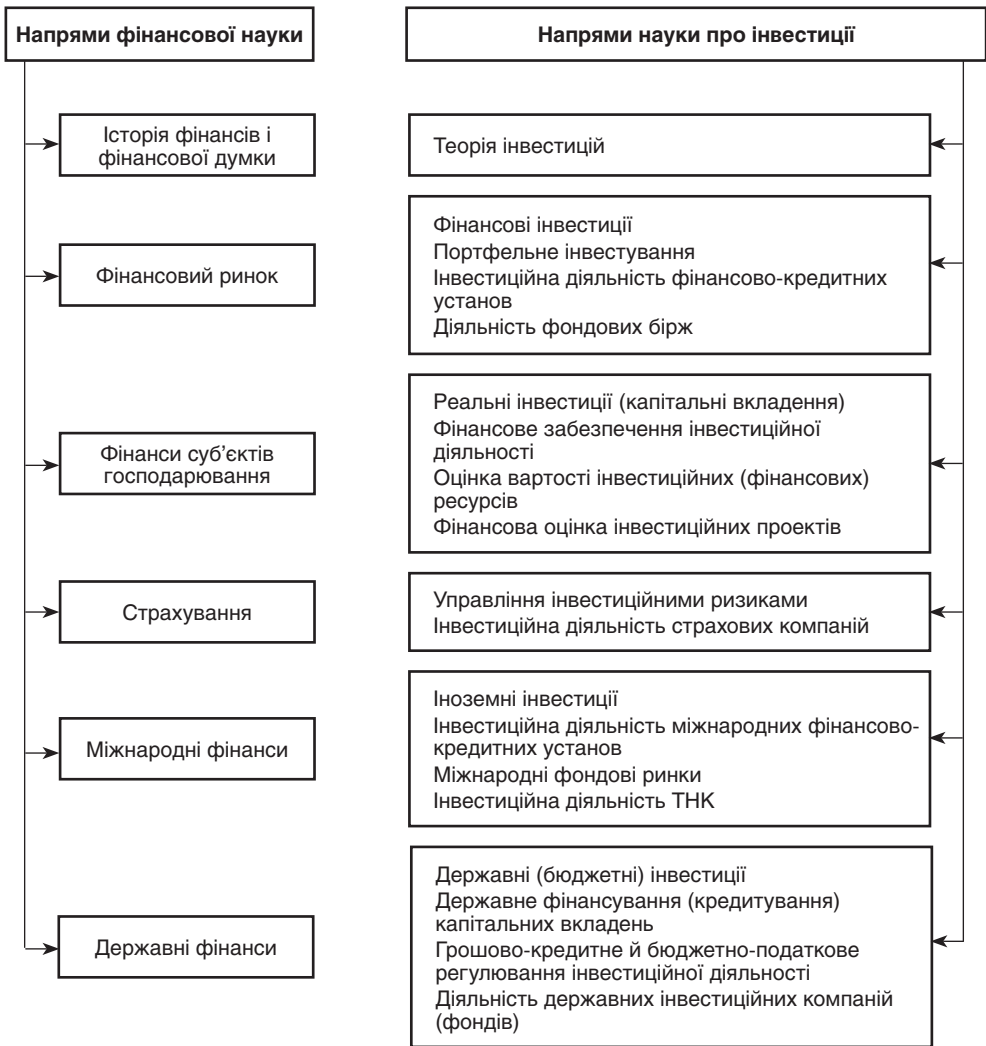 Напрями фінансової науки
Напрями науки про інвестиції
Історія фінансів і
фінансової думки
Теорія інвестицій
Фінансовий ринок
Фінансові інвестиції
Портфельне інвестування
Інвестиційна діяльність фінансово-кредитних
установ
Діяльність фондових бірж
Фінанси суб’єктів
господарювання
Реальні інвестиції (капітальні вкладення)
Фінансове забезпечення інвестиційної
діяльності
Оцінка вартості інвестиційних (фінансових)
ресурсів
Фінансова оцінка інвестиційних проектів
Страхування
Управління інвестиційними ризиками
Інвестиційна діяльність страхових компаній
Міжнародні фінанси
Іноземні інвестиції
Інвестиційна діяльність міжнародних фінансово-
кредитних установ
Міжнародні фондові ринки
Інвестиційна діяльність ТНК
Державні фінанси
Державні (бюджетні) інвестиції
Державне фінансування (кредитування)
капітальних вкладень
Грошово-кредитне й бюджетно-податкове
регулювання інвестиційної діяльності
Діяльність державних інвестиційних компаній
(фондів)